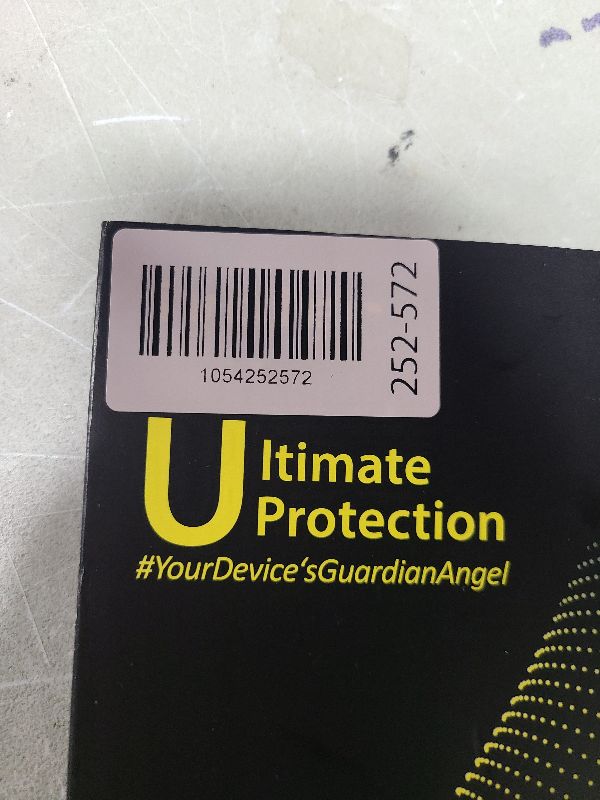 1054252572
252-572
Ultimate
Protection
#YourDevice‘sGuardianAngel